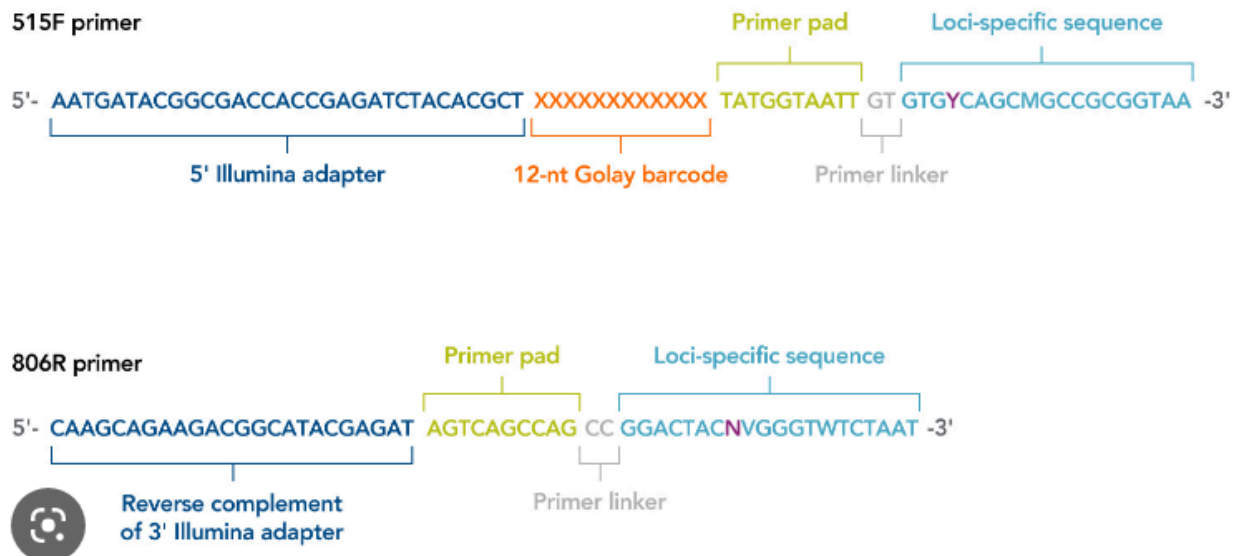 515F primer
Primer pad Loci-specific sequence
5'- AATGATACGGCGACCACCGAGATCTACACGCT XXXXXXXXXXXX TATGGTAATT GT GTGYCAGCMGCCGCGGTAA -3'
5' Illumina adapter 12-nt Golay barcode Primer linker
806R primer
Primer pad Loci-specific sequence
5'- CAAGCAGAAGACGGCATACGAGAT AGTCAGCCAG CC GGACTACNVGGGTWTCTAAT -3'
Reverse complement Primer linker
of 3' Illumina adapter